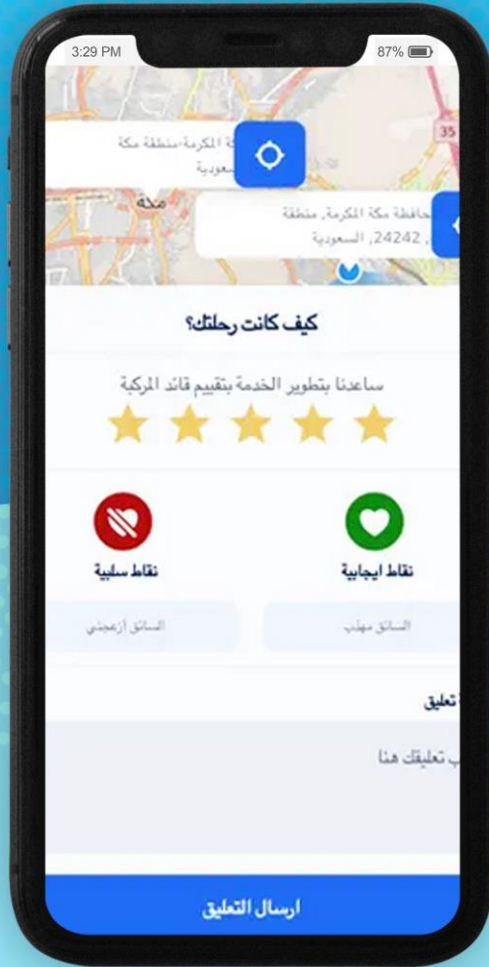 3:29 PM
87%
35
المكرمة-منطقة مكة
مكة
محافظة مكة المكرمة, منطقة
, 24242, السعودية
كيف كانت رحلتك؟
ساعدنا بتطوير الخدمة بتقييم قائد المركبة
نقاط ايجابية
نقاط سلبية
السائق مهذب
السائق أزعجني
تعليق
تعليقك هنا
ارسال التعليق